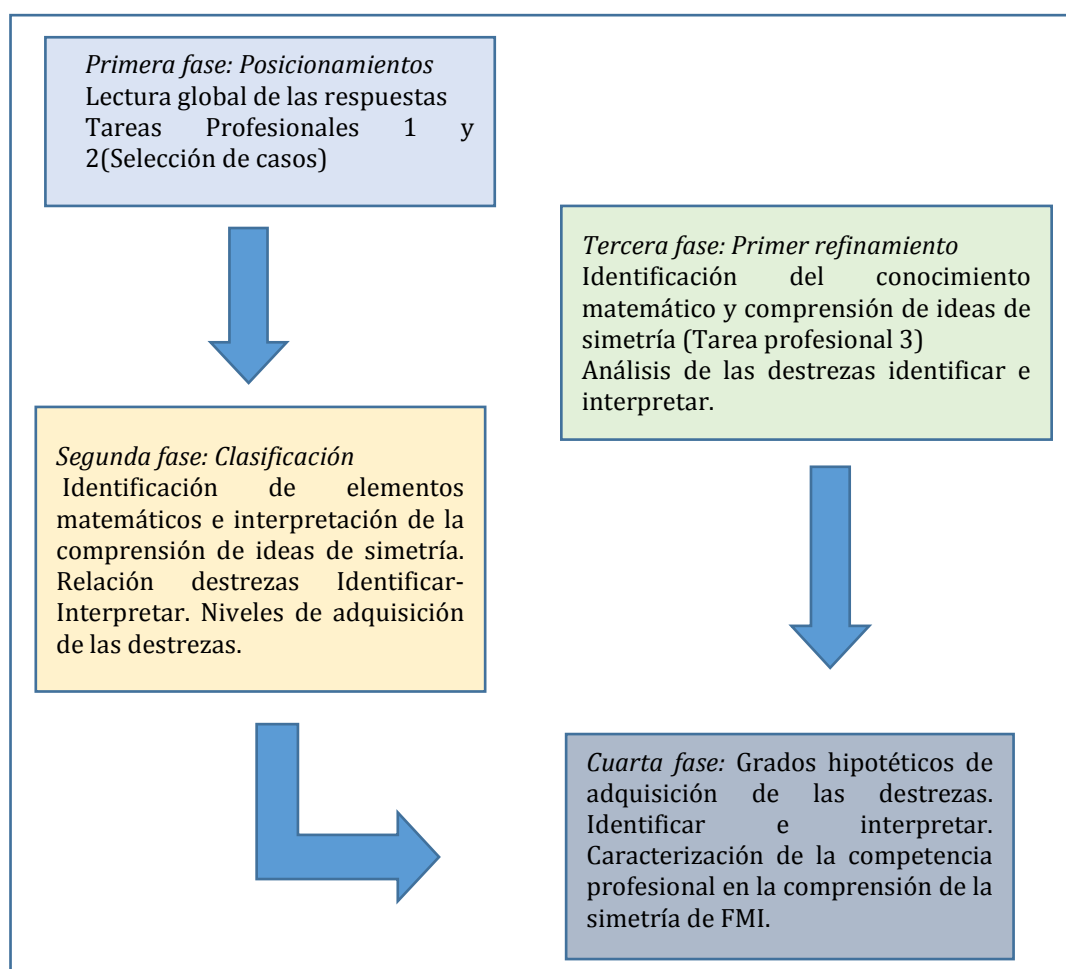 Primera fase: Posicionamientos
Lectura global de las respuestas
Tareas Profesionales 1 y
2(Selección de casos)
Segunda fase: Clasificación
Identificación de elementos
matemáticos e interpretación de la
comprensión de ideas de simetría.
Relación destrezas Identificar-
Interpretar. Niveles de adquisición
de las destrezas.
Tercera fase: Primer refinamiento
Identificación del conocimiento
matemático y comprensión de ideas de
simetría (Tarea profesional 3)
Análisis de las destrezas identificar e
interpretar.
Cuarta fase: Grados hipotéticos de
adquisición de las destrezas.
Identificar e interpretar.
Caracterización de la competencia
profesional en la comprensión de la
simetría de FMI.